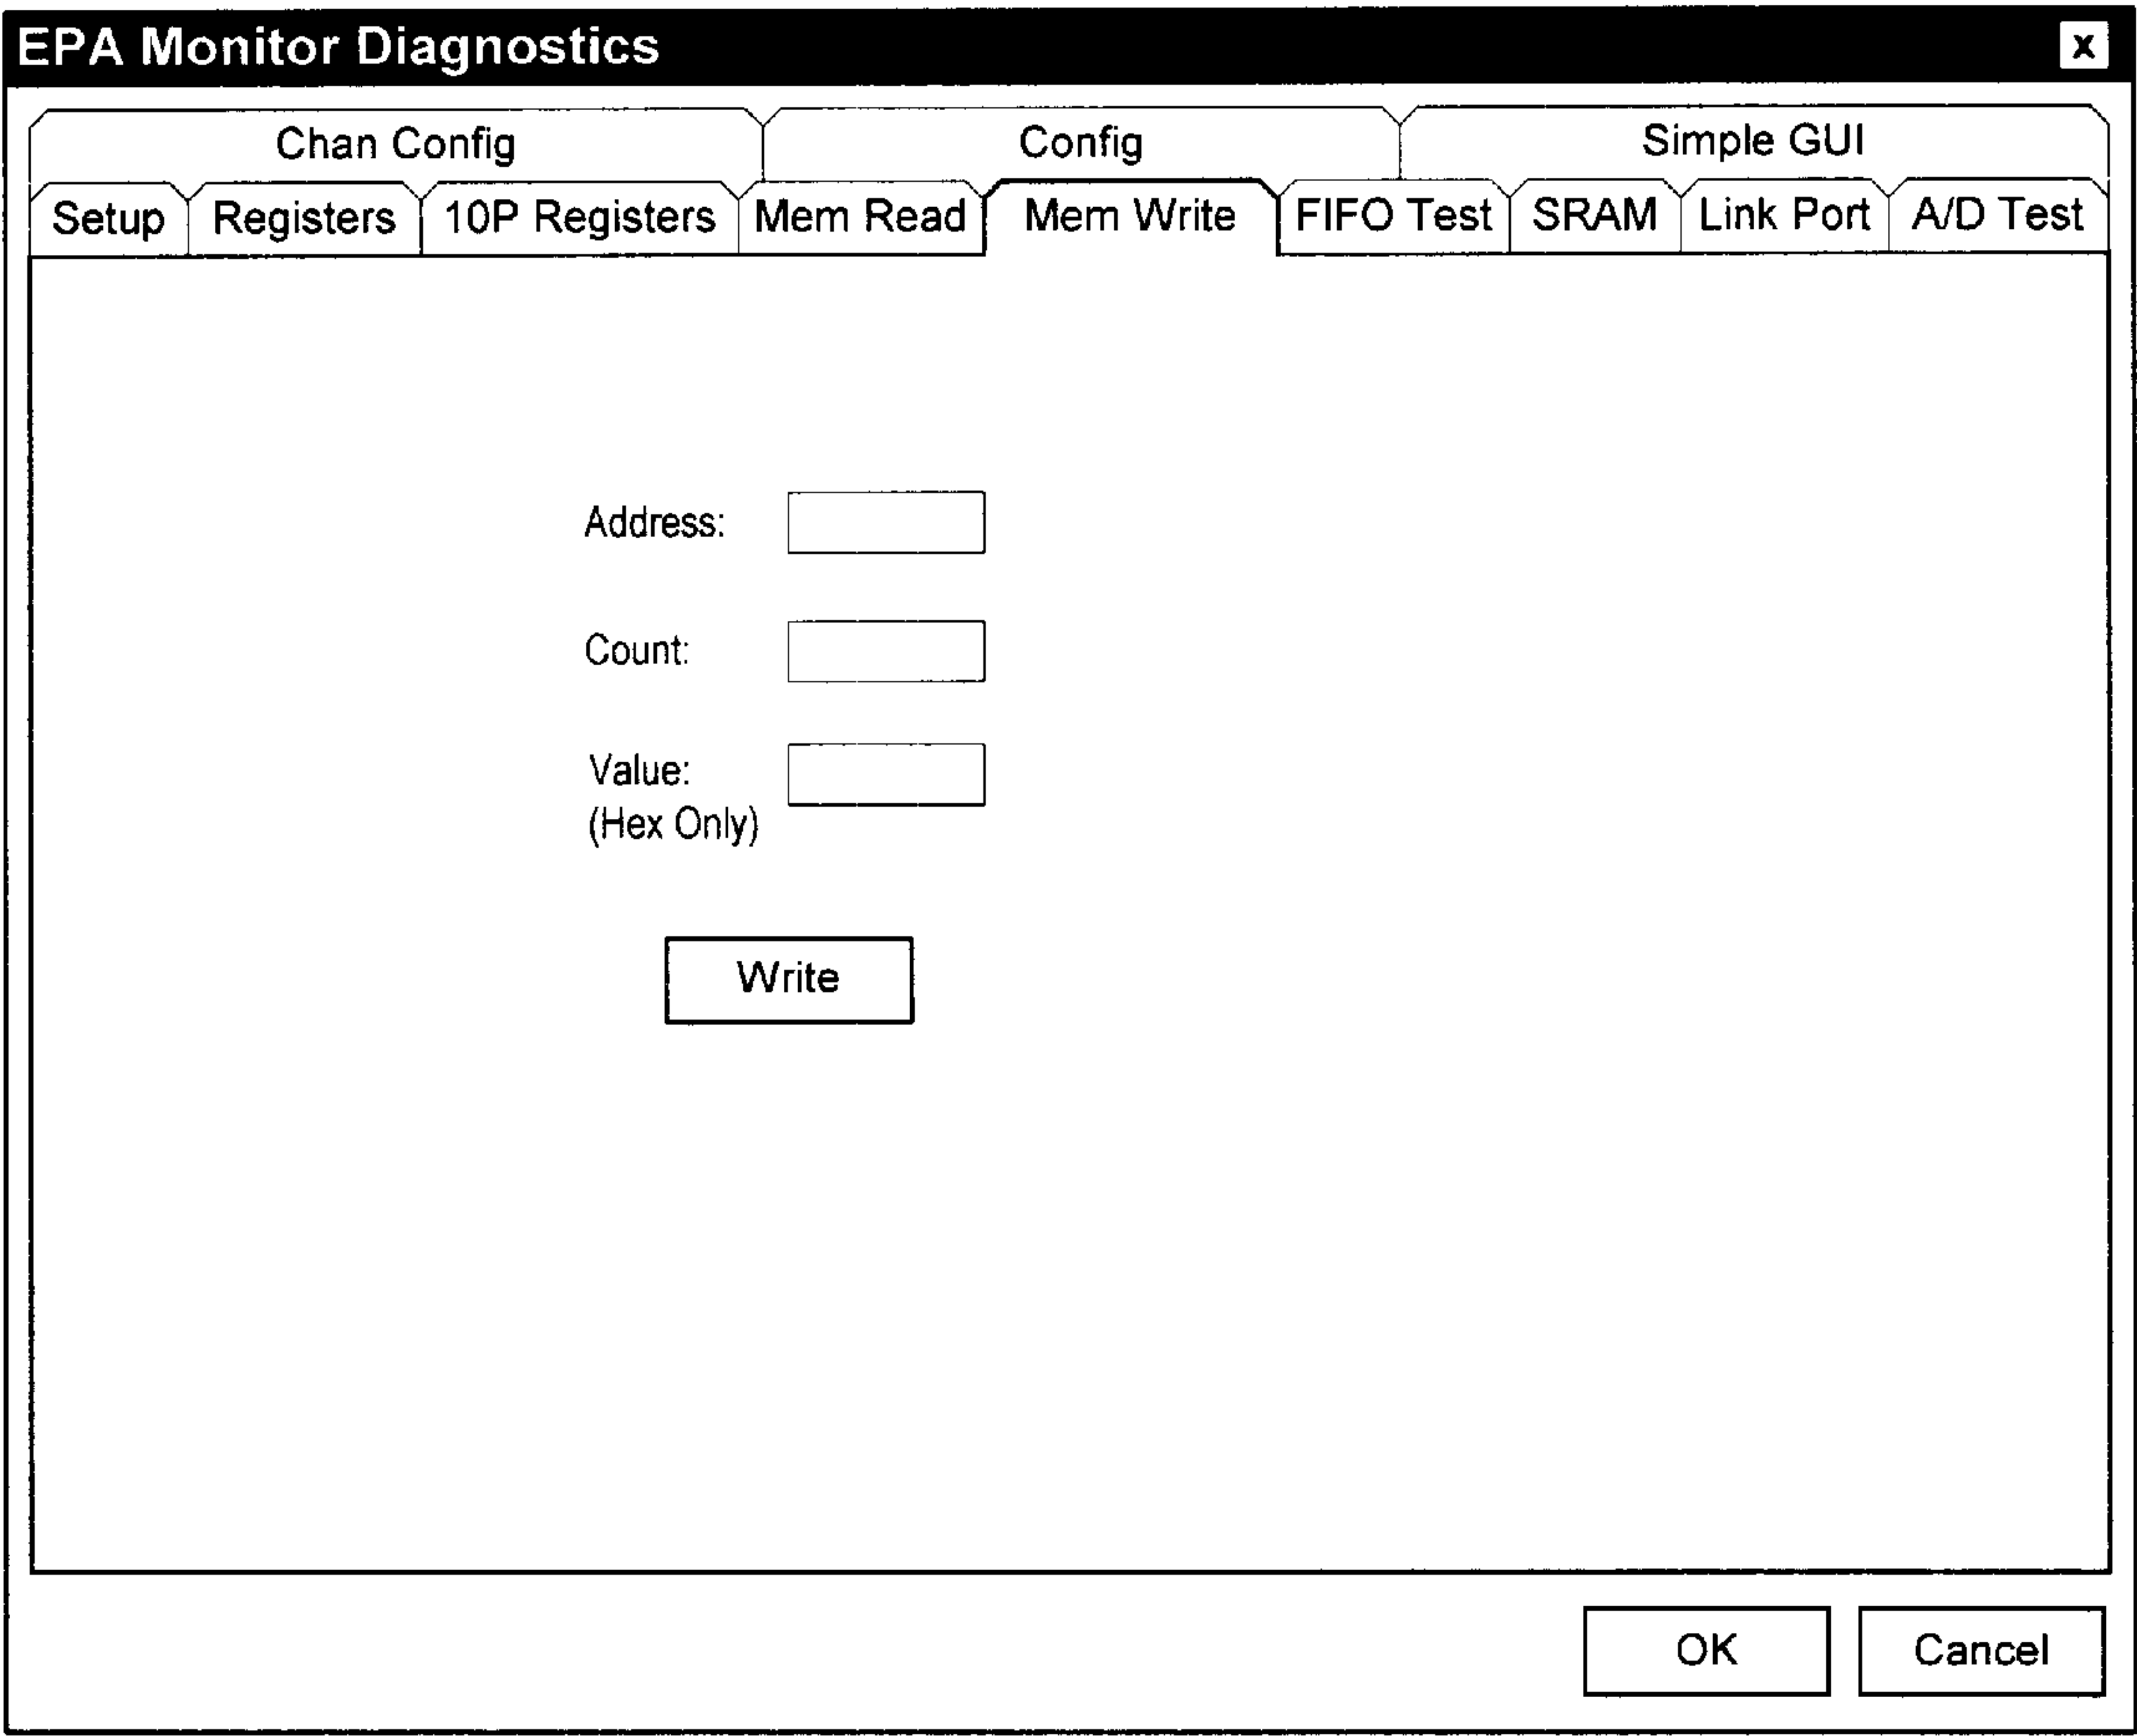 EPA Monitor Diagnostics x
Chan Config Config Simple GUI
Setup Registers 10P Registers Mem Read Mem Write FIFO Test SRAM Link Port A/D Test
Address:
Count:
Value:
(Hex Only)
Write
OK Cancel